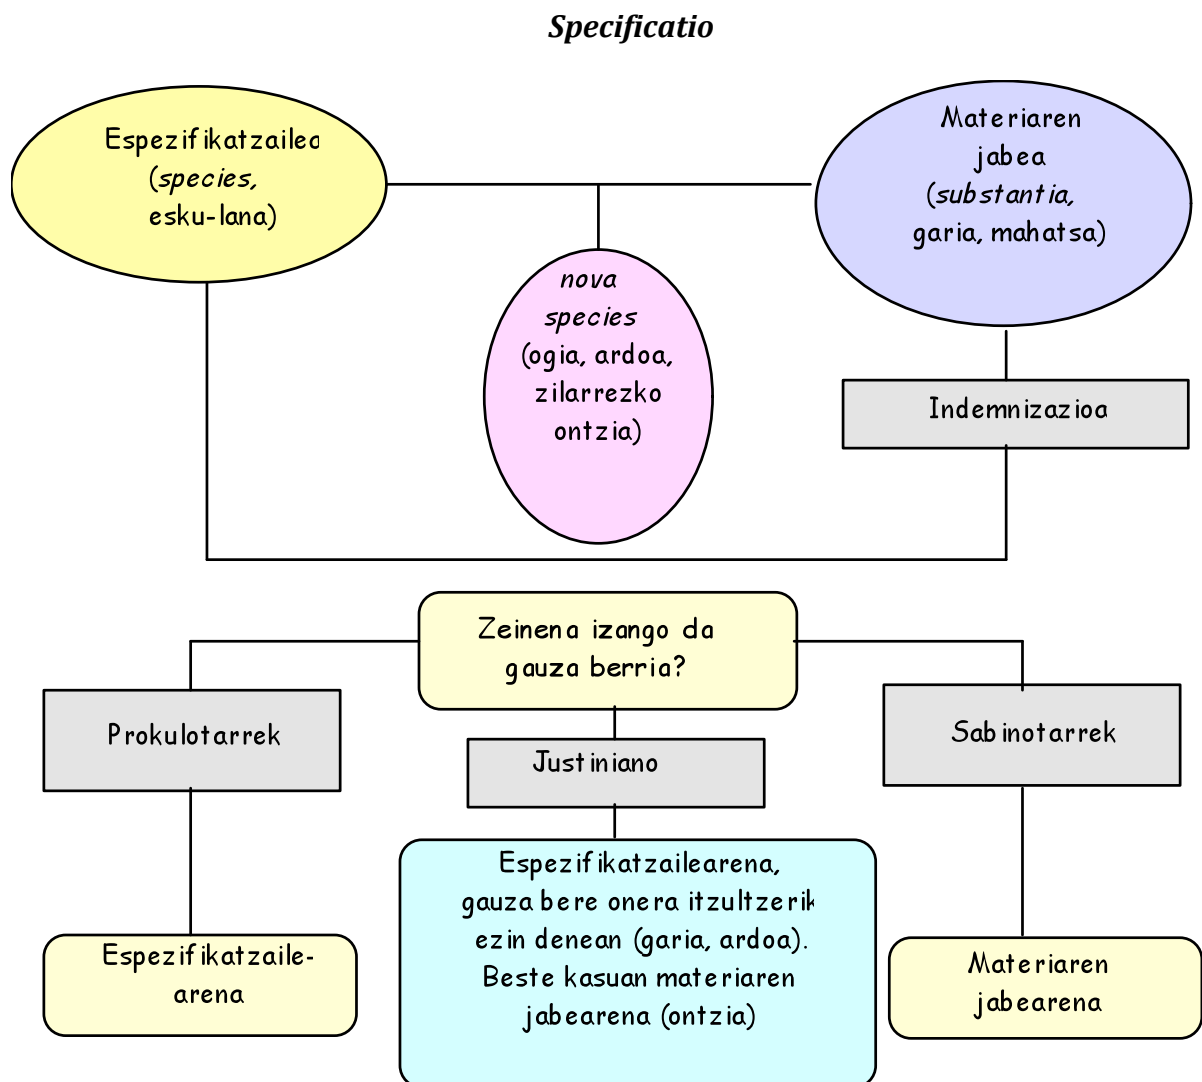 Specificatio
Espezifikatzailea
(species,
esku-lana)
Materiaren
jabea
(substantia,
garia, mahatsa)
nova
species
(ogia, ardoa,
zilarrezko
ontzia)
Indemnizazioa
Zeinena izango da
gauza berria?
Prokulotarrek
Justiniano
Sabinotarrek
Espezifikatzaile-
arena
Espezifikatzailearena,
gauza bere onera itzultzerik
ezin denean (garia, ardoa).
Beste kasuan materiaren
jabearena (ontzia)
Materiaren
jabearena